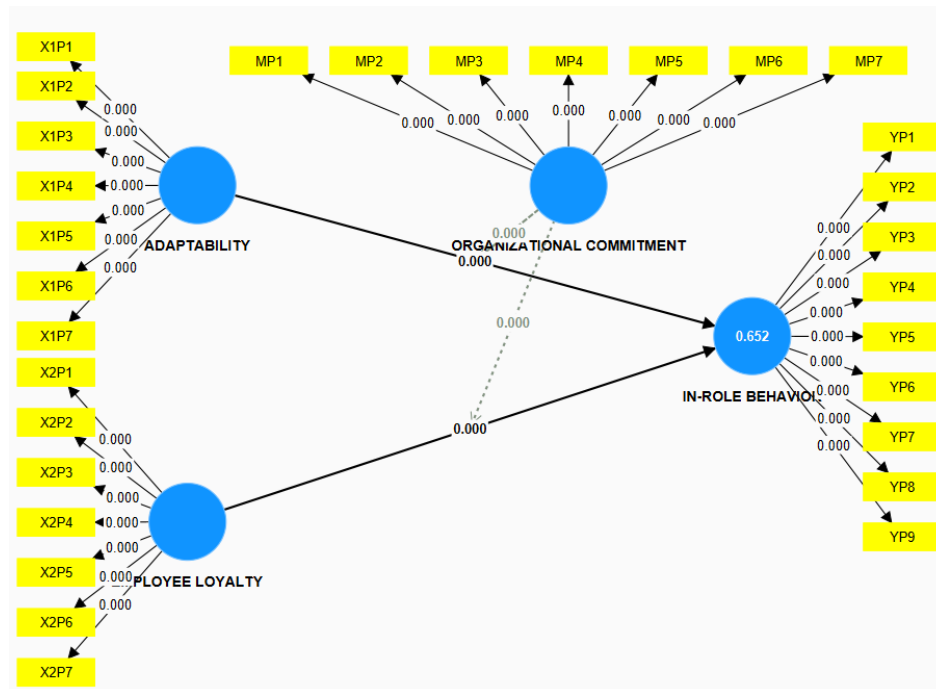 X1P1
X1P2
X1P3
X1P4
X1P5
X1P6
X1P7
0.000
0.000
0.000
0.000
0.000
0.000
0.000
ADAPTABILITY
MP1
MP2
MP3
MP4
MP5
MP6
MP7
0.000
0.000
0.000
0.000
0.000
0.000
0.000
ORGANIZATIONAL COMMITMENT
0.000
0.000
0.000
0.000
YP1
YP2
YP3
YP4
YP5
YP6
YP7
YP8
YP9
0.000
0.000
0.000
0.000
0.000
0.000
0.000
0.000
0.000
0.652
IN-ROLE BEHAVIOR
X2P1
X2P2
X2P3
X2P4
X2P5
X2P6
X2P7
0.000
0.000
0.000
0.000
0.000
0.000
0.000
EMPLOYEE LOYALTY